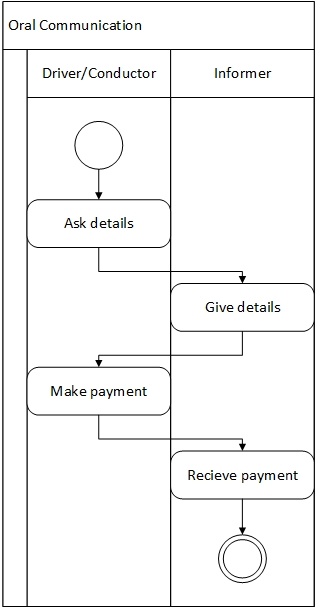 Oral Communication
Driver/Conductor
Informer
Ask details
Give details
Make payment
Recieve payment